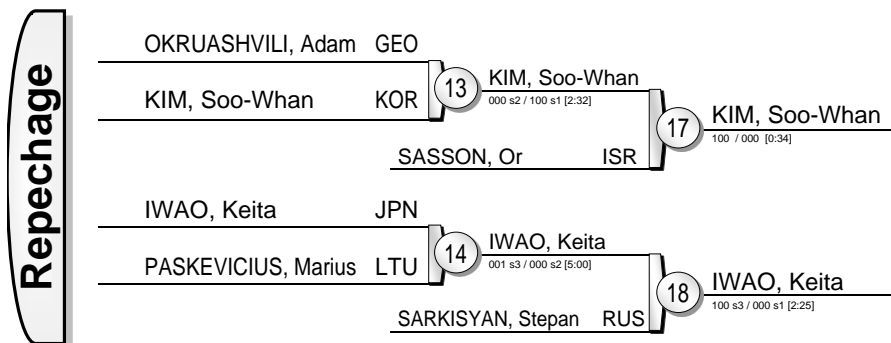 Repechage
OKRUASHVILI, Adam GEO
KIM, Soo-Whan KOR
13
KIM, Soo-Whan
000 s2 / 100 s1 [2:32]
SASSON, Or ISR
17
KIM, Soo-Whan
100 / 000 [0:34]
IWAO, Keita JPN
PASKEVICIUS, Marius LTU
14
IWAO, Keita
001 s3 / 000 s2 [5:00]
SARKISYAN, Stepan RUS
18
IWAO, Keita
100 s3 / 000 s1 [2:25]